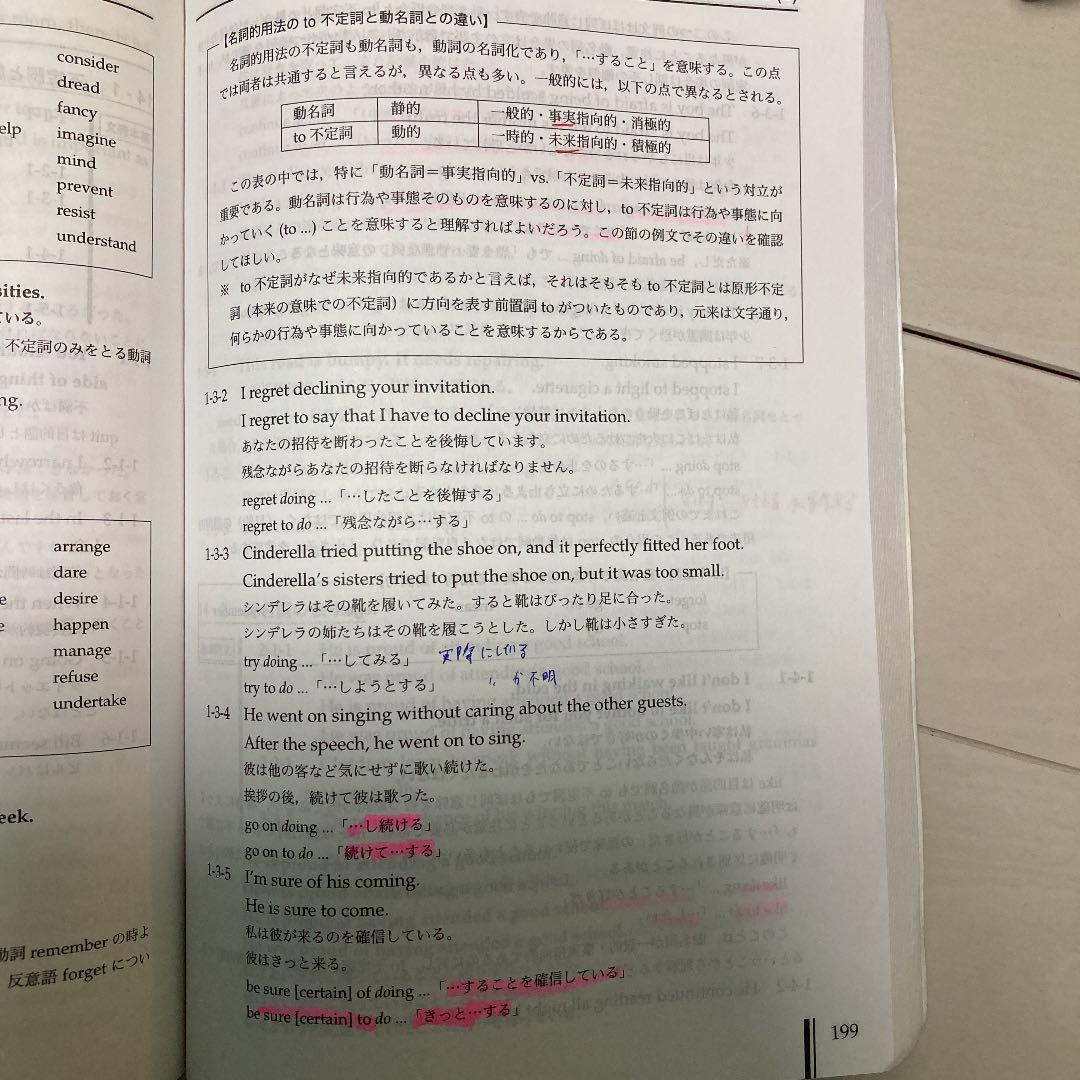 consider
dread
fancy
elp imagine
mind
prevent
resist
understand
sities.
いる。
不定詞のみをとる動詞
ng.
arrange
dare
desire
happen
manage
refuse
undertake
eek.
動詞 remember の時よ
反意語 forget につい
【名詞的用法の to 不定詞と動名詞との違い】
名詞的用法の不定詞も動名詞も，動詞の名詞化であり，「…すること」を意味する。この点
では両者は共通すると言えるが，異なる点も多い。一般的には，以下の点で異なるとされる。
動名詞 静的 一般的・事実指向的・消極的
to 不定詞 動的 一時的・未来指向的・積極的
この表の中では，特に「動名詞＝事実指向的」vs.「不定詞＝未来指向的」という対立が
重要である。動名詞は行為や事態そのものを意味するのに対し，to 不定詞は行為や事態に向
かっていく (to ...) ことを意味すると理解すればよいだろう。この節の例文でその違いを確認
してほしい。
※ to 不定詞がなぜ未来指向的であるかと言えば，それはそもそも to 不定詞とは原形不定
詞（本来の意味での不定詞）に方向を表す前置詞 to がついたものであり，元来は文字通り，
何らかの行為や事態に向かっていることを意味するからである。
1-3-2 I regret declining your invitation.
I regret to say that I have to decline your invitation.
あなたの招待を断わったことを後悔しています。
残念ながらあなたの招待を断らなければなりません。
regret doing ...「…したことを後悔する」
regret to do ...「残念ながら…する」
1-3-3 Cinderella tried putting the shoe on, and it perfectly fitted her foot.
Cinderella's sisters tried to put the shoe on, but it was too small.
シンデレラはその靴を履いてみた。すると靴はぴったり足に合った。
シンデレラの姉たちはその靴を履こうとした。しかし靴は小さすぎた。
try doing ...「…してみる」 実際にしている
try to do ...「…しようとする」 〃 か不明
1-3-4 He went on singing without caring about the other guests.
After the speech, he went on to sing.
彼は他の客など気にせずに歌い続けた。
挨拶の後，続けて彼は歌った。
go on doing ...「…し続ける」
go on to do ...「続けて…する」
1-3-5 I'm sure of his coming.
He is sure to come.
私は彼が来るのを確信している。
彼はきっと来る。
be sure [certain] of doing ...「…することを確信している」
be sure [certain] to do ...「きっと…する」
199